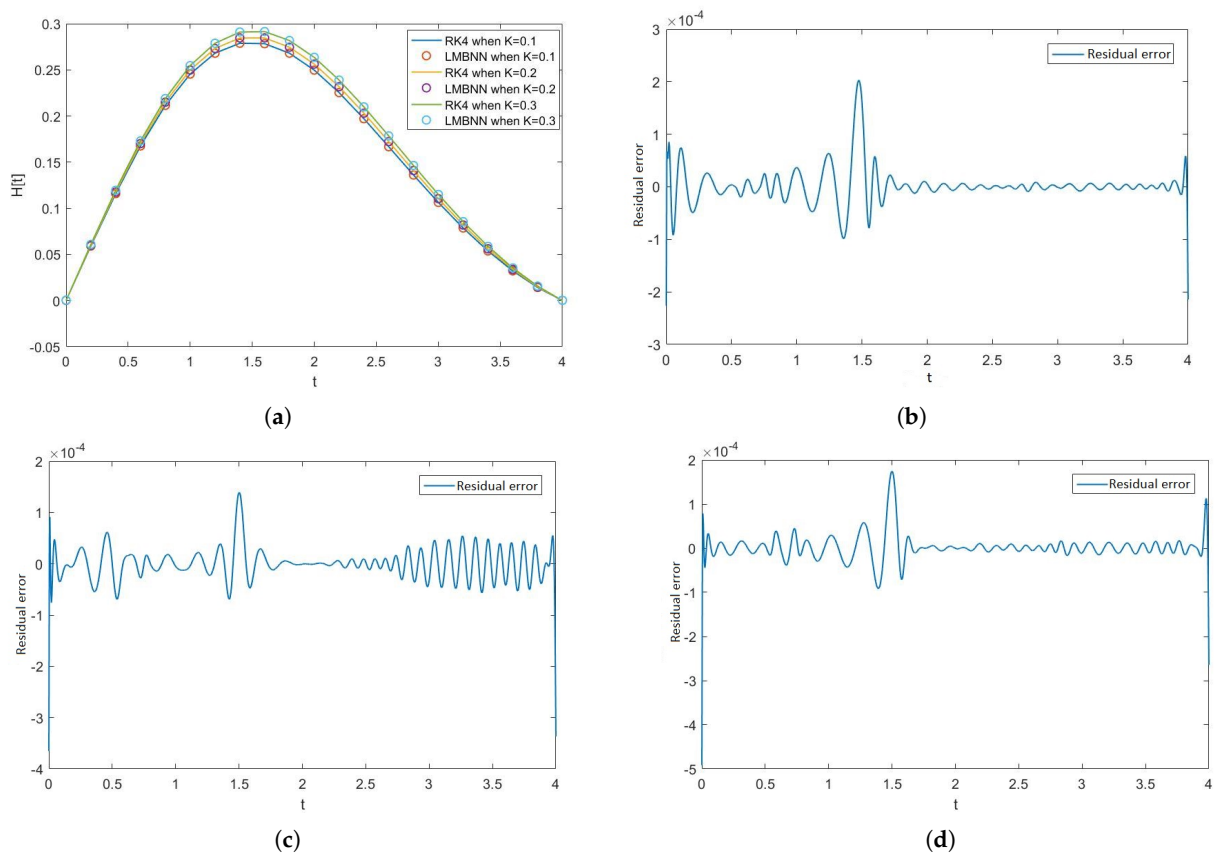 0.3
0.25
0.2
0.15
0.1
0.05
0
-0.05
H[t]
0 0.5 1 1.5 2 2.5 3 3.5 4
t
RK4 when K=0.1
LMBNN when K=0.1
RK4 when K=0.2
LMBNN when K=0.2
RK4 when K=0.3
LMBNN when K=0.3
(a)
×10⁻⁴
3
2
1
0
-1
-2
-3
Residual error
Residual error
0 0.5 1 1.5 2 2.5 3 3.5 4
t
(b)
×10⁻⁴
2
1
0
-1
-2
-3
-4
Residual error
Residual error
0 0.5 1 1.5 2 2.5 3 3.5 4
t
(c)
×10⁻⁴
2
1
0
-1
-2
-3
-4
-5
Residual error
Residual error
0 0.5 1 1.5 2 2.5 3 3.5 4
t
(d)